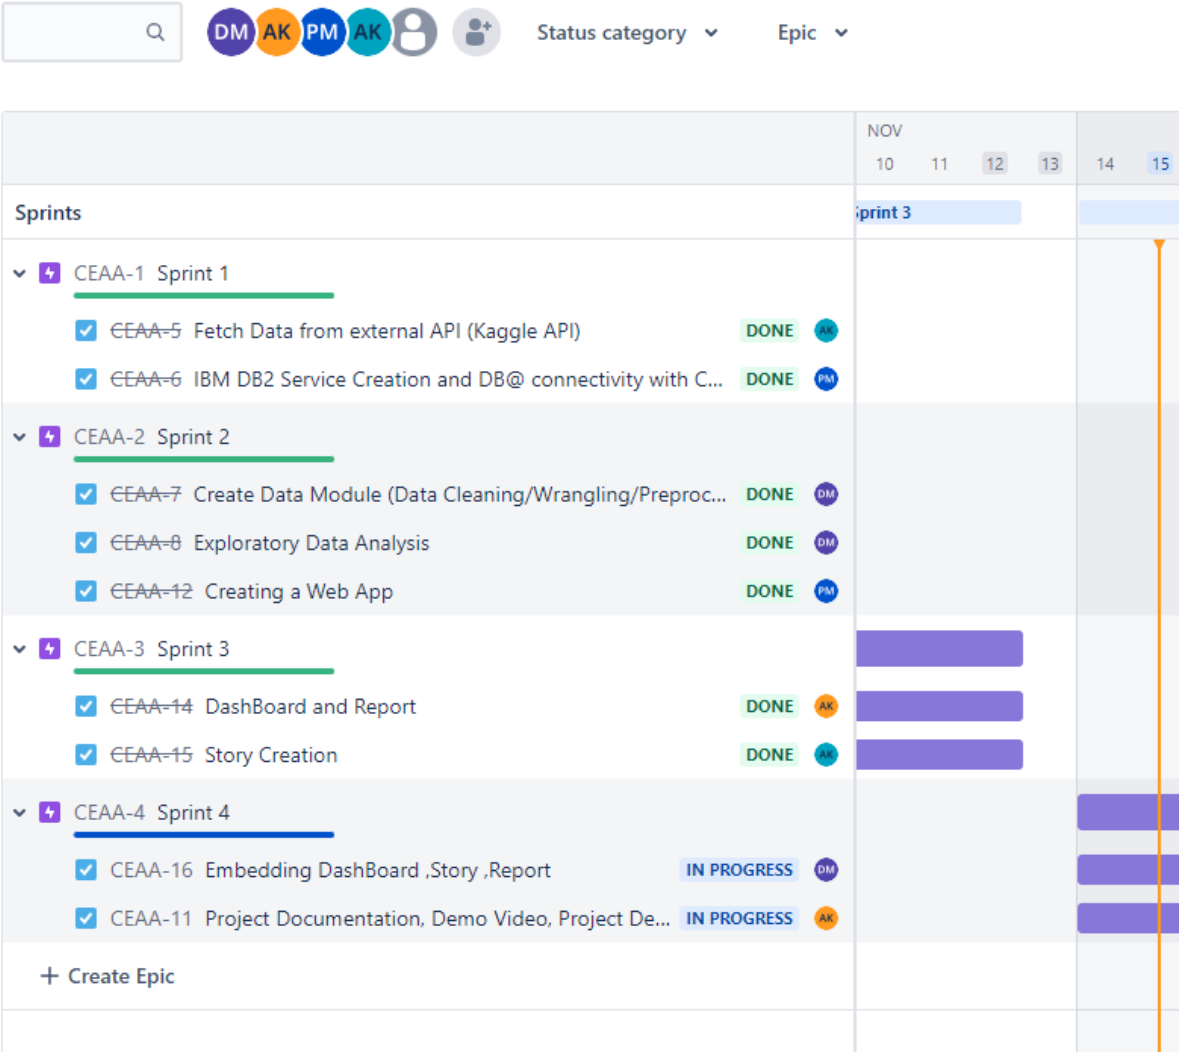 DM AK PM AK Status category Epic
NOV
10 11 12 13 14 15
Sprints Sprint 3
CEAA-1 Sprint 1
CEAA-5 Fetch Data from external API (Kaggle API) DONE AK
CEAA-6 IBM DB2 Service Creation and DB@ connectivity with C... DONE PM
CEAA-2 Sprint 2
CEAA-7 Create Data Module (Data Cleaning/Wrangling/Preproc... DONE DM
CEAA-8 Exploratory Data Analysis DONE DM
CEAA-12 Creating a Web App DONE PM
CEAA-3 Sprint 3
CEAA-14 DashBoard and Report DONE AK
CEAA-15 Story Creation DONE AK
CEAA-4 Sprint 4
CEAA-16 Embedding DashBoard ,Story ,Report IN PROGRESS DM
CEAA-11 Project Documentation, Demo Video, Project De... IN PROGRESS AK
+ Create Epic